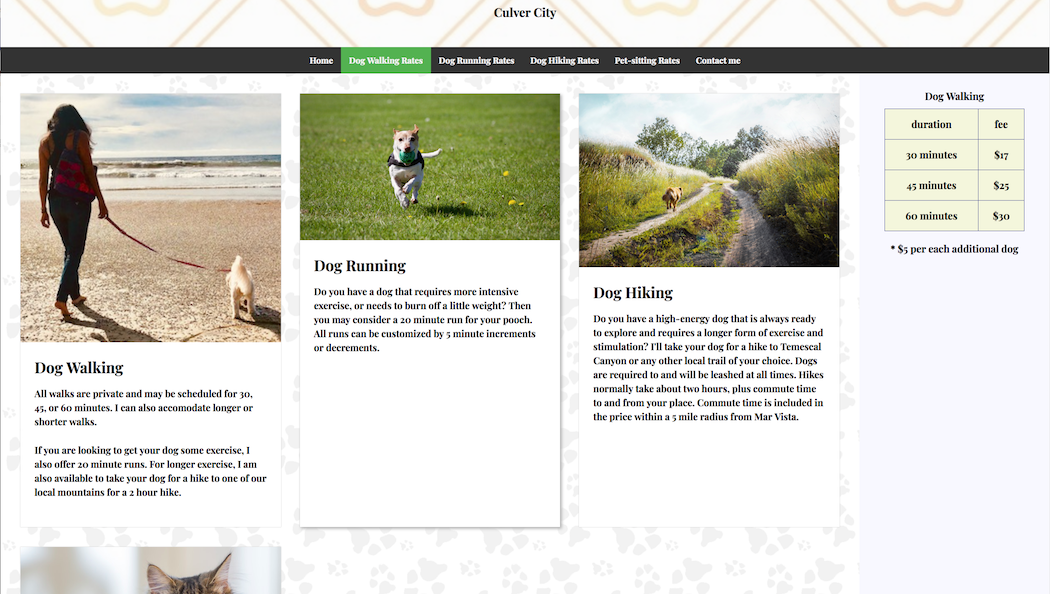 Culver City
Home Dog Walking Rates Dog Running Rates Dog Hiking Rates Pet-sitting Rates Contact me
Dog Walking
All walks are private and may be scheduled for 30,
45, or 60 minutes. I can also accomodate longer or
shorter walks.
If you are looking to get your dog some exercise, I
also offer 20 minute runs. For longer exercise, I am
also available to take your dog for a hike to one of our
local mountains for a 2 hour hike.
Dog Running
Do you have a dog that requires more intensive
exercise, or needs to burn off a little weight? Then
you may consider a 20 minute run for your pooch.
All runs can be customized by 5 minute increments
or decrements.
Dog Hiking
Do you have a high-energy dog that is always ready
to explore and requires a longer form of exercise and
stimulation? I'll take your dog for a hike to Temescal
Canyon or any other local trail of your choice. Dogs
are required to and will be leashed at all times. Hikes
normally take about two hours, plus commute time
to and from your place. Commute time is included in
the price within a 5 mile radius from Mar Vista.
Dog Walking
duration fee
30 minutes $17
45 minutes $25
60 minutes $30
* $5 per each additional dog